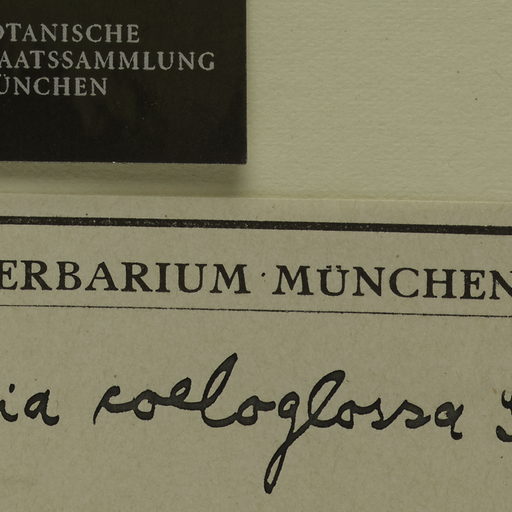 OTANISCHE
AATSSAMMLUNG
ÜNCHEN
ERBARIUM MÜNCHEN
ia coeloglossa S